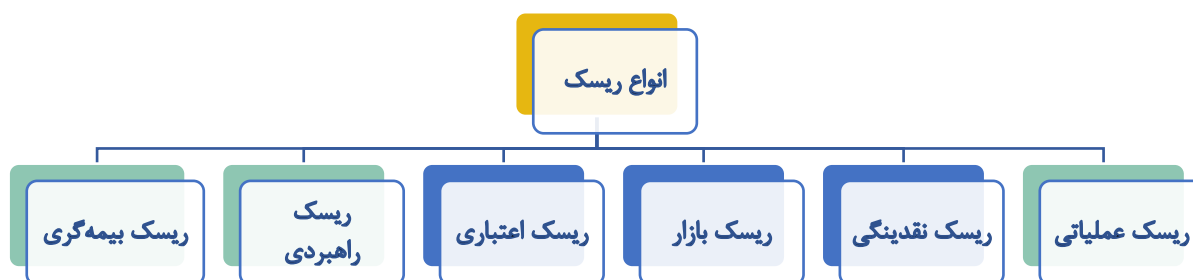 انواع ریسک
ریسک عملیاتی
ریسک نقدینگی
ریسک بازار
ریسک اعتباری
ریسک
راهبردی
ریسک بیمه‌گری